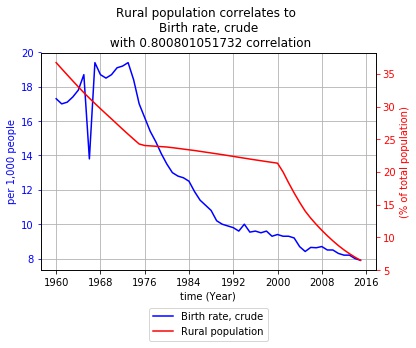 Rural population correlates to
Birth rate, crude
with 0.800801051732 correlation
20
18
16
14
12
10
8
per 1,000 people
35
30
25
20
15
10
5
(% of total population)
1960 1968 1976 1984 1992 2000 2008 2016
time (Year)
Birth rate, crude
Rural population